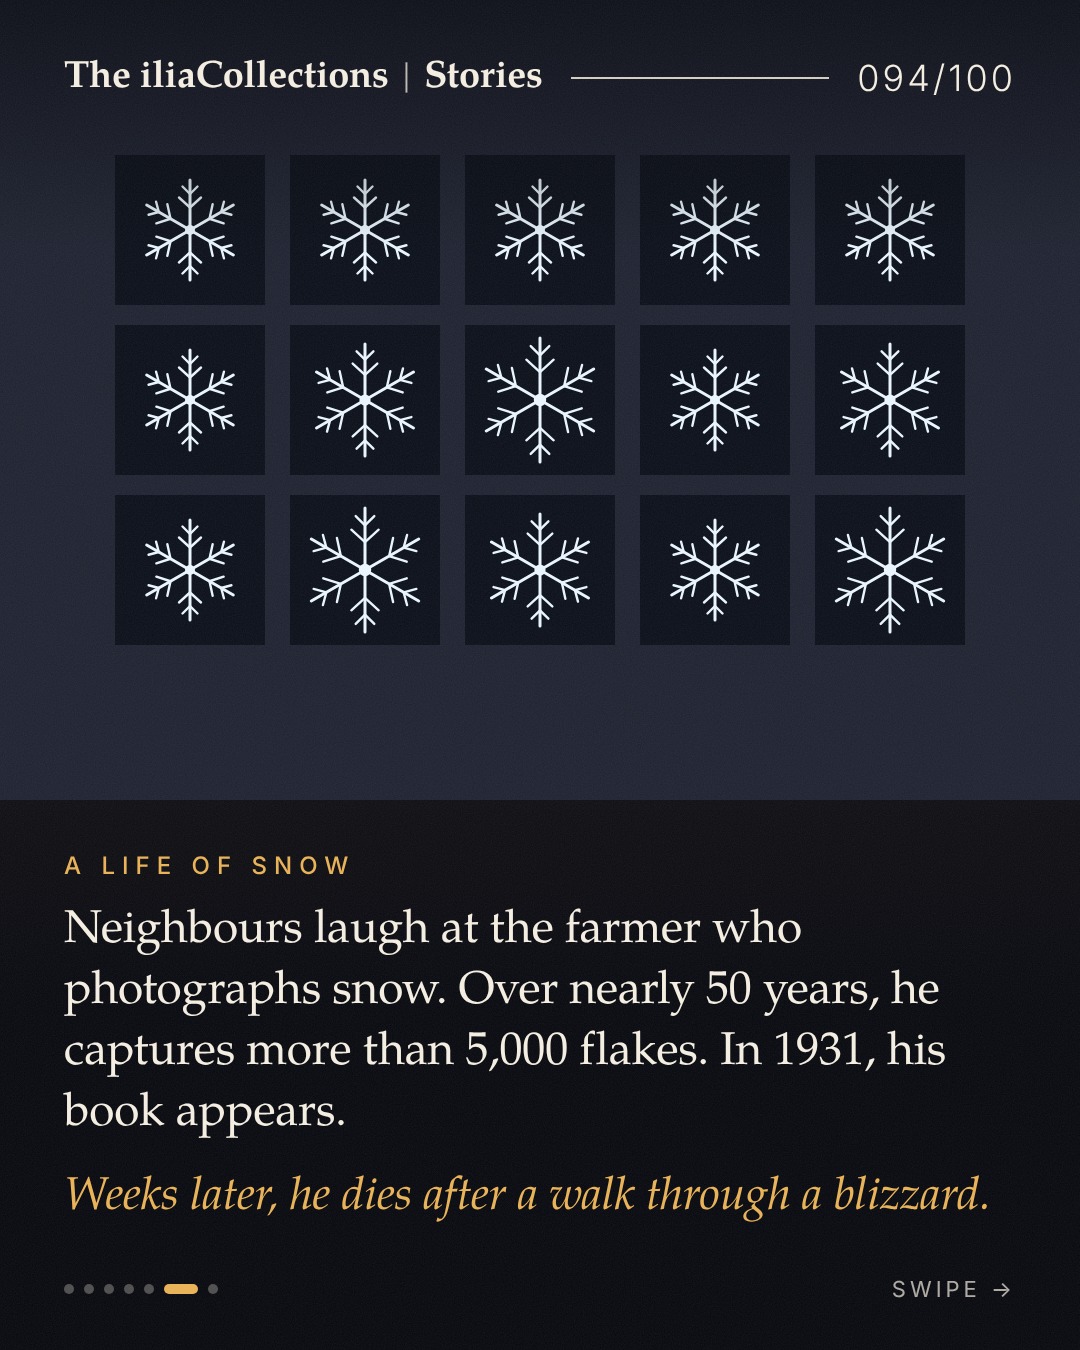 The iliaCollections | Stories
094/100
A LIFE OF SNOW
Neighbours laugh at the farmer who
photographs snow. Over nearly 50 years, he
captures more than 5,000 flakes. In 1931, his
book appears.
Weeks later, he dies after a walk through a blizzard.
SWIPE →